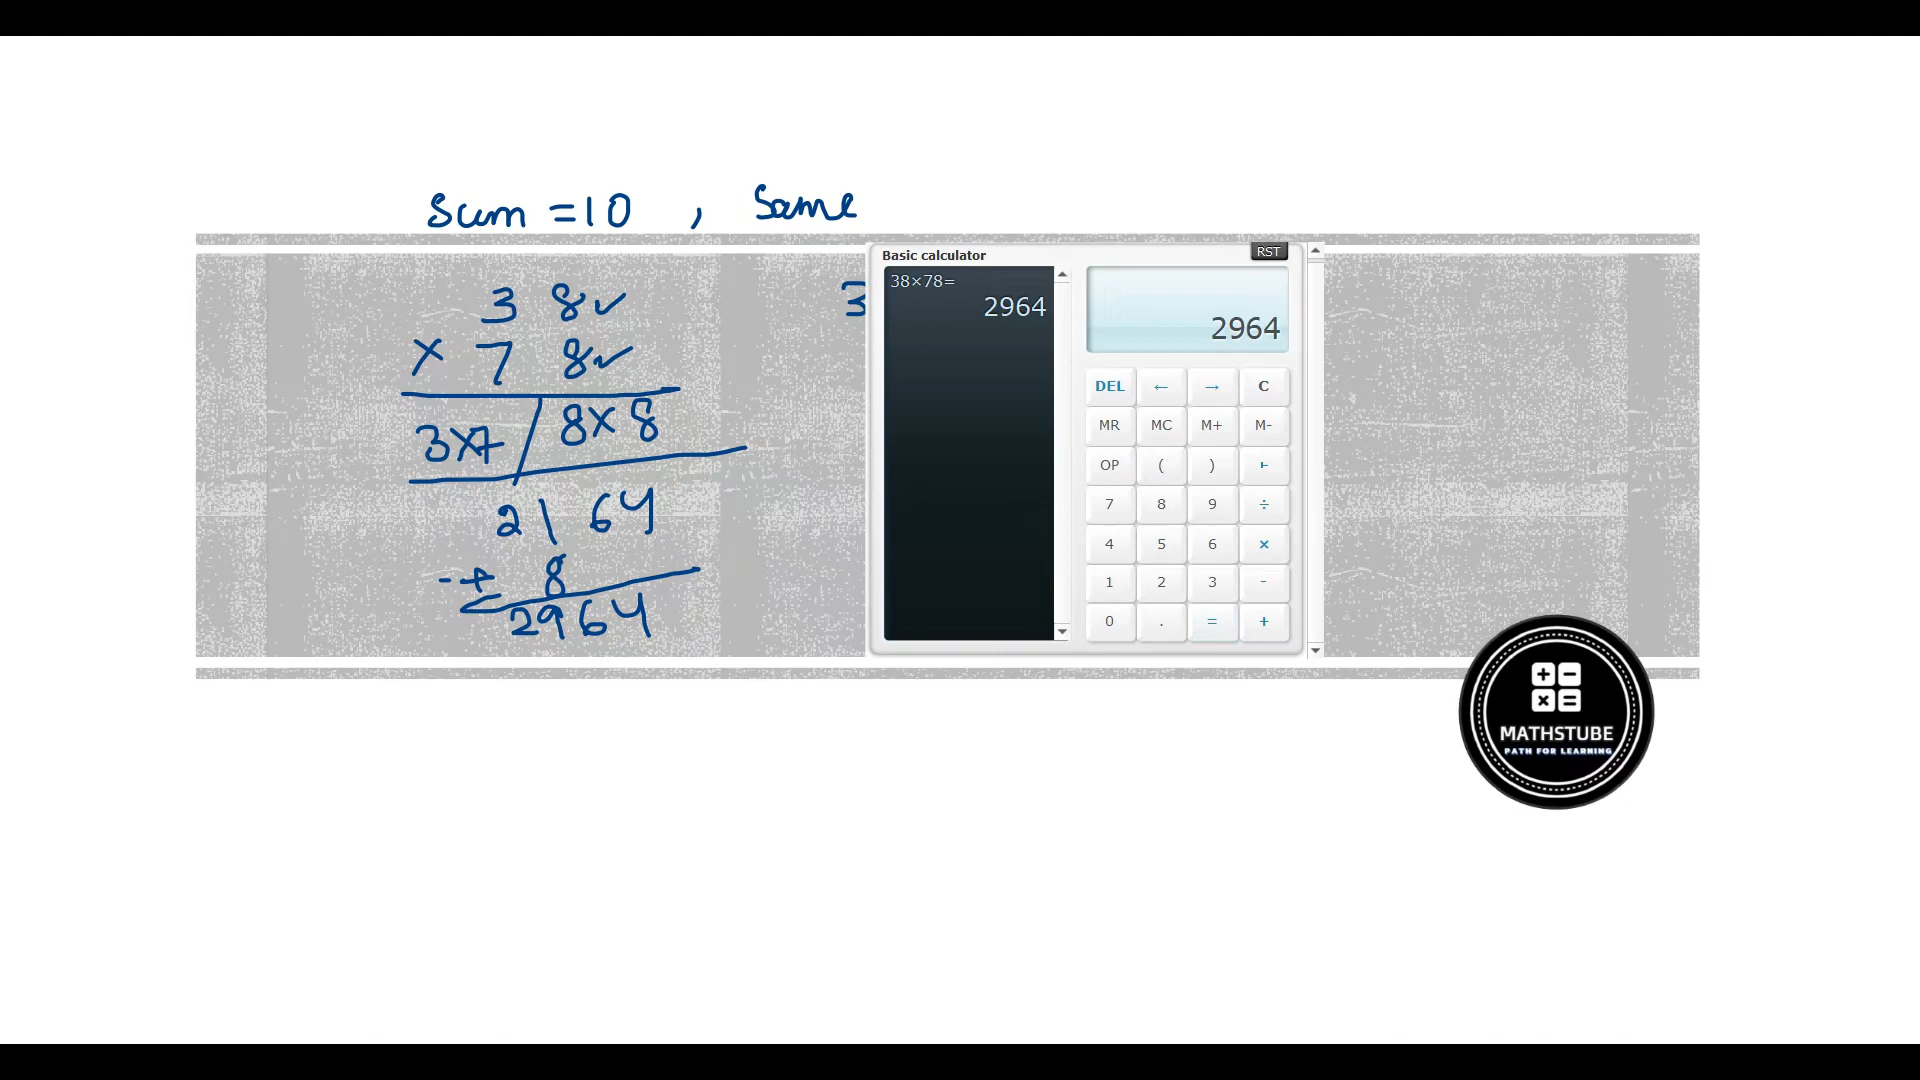 Sum = 10 , Same
3 8 ✓
× 7 8 ✓
3×7 / 8×8
21 64
- + 8
2964
3
Basic calculator
RST
38×78=
2964
2964
DEL ← → C
MR MC M+ M-
OP ( ) ⊦
7 8 9 ÷
4 5 6 ×
1 2 3 -
0 . = +
MATHSTUBE
PATH FOR LEARNING